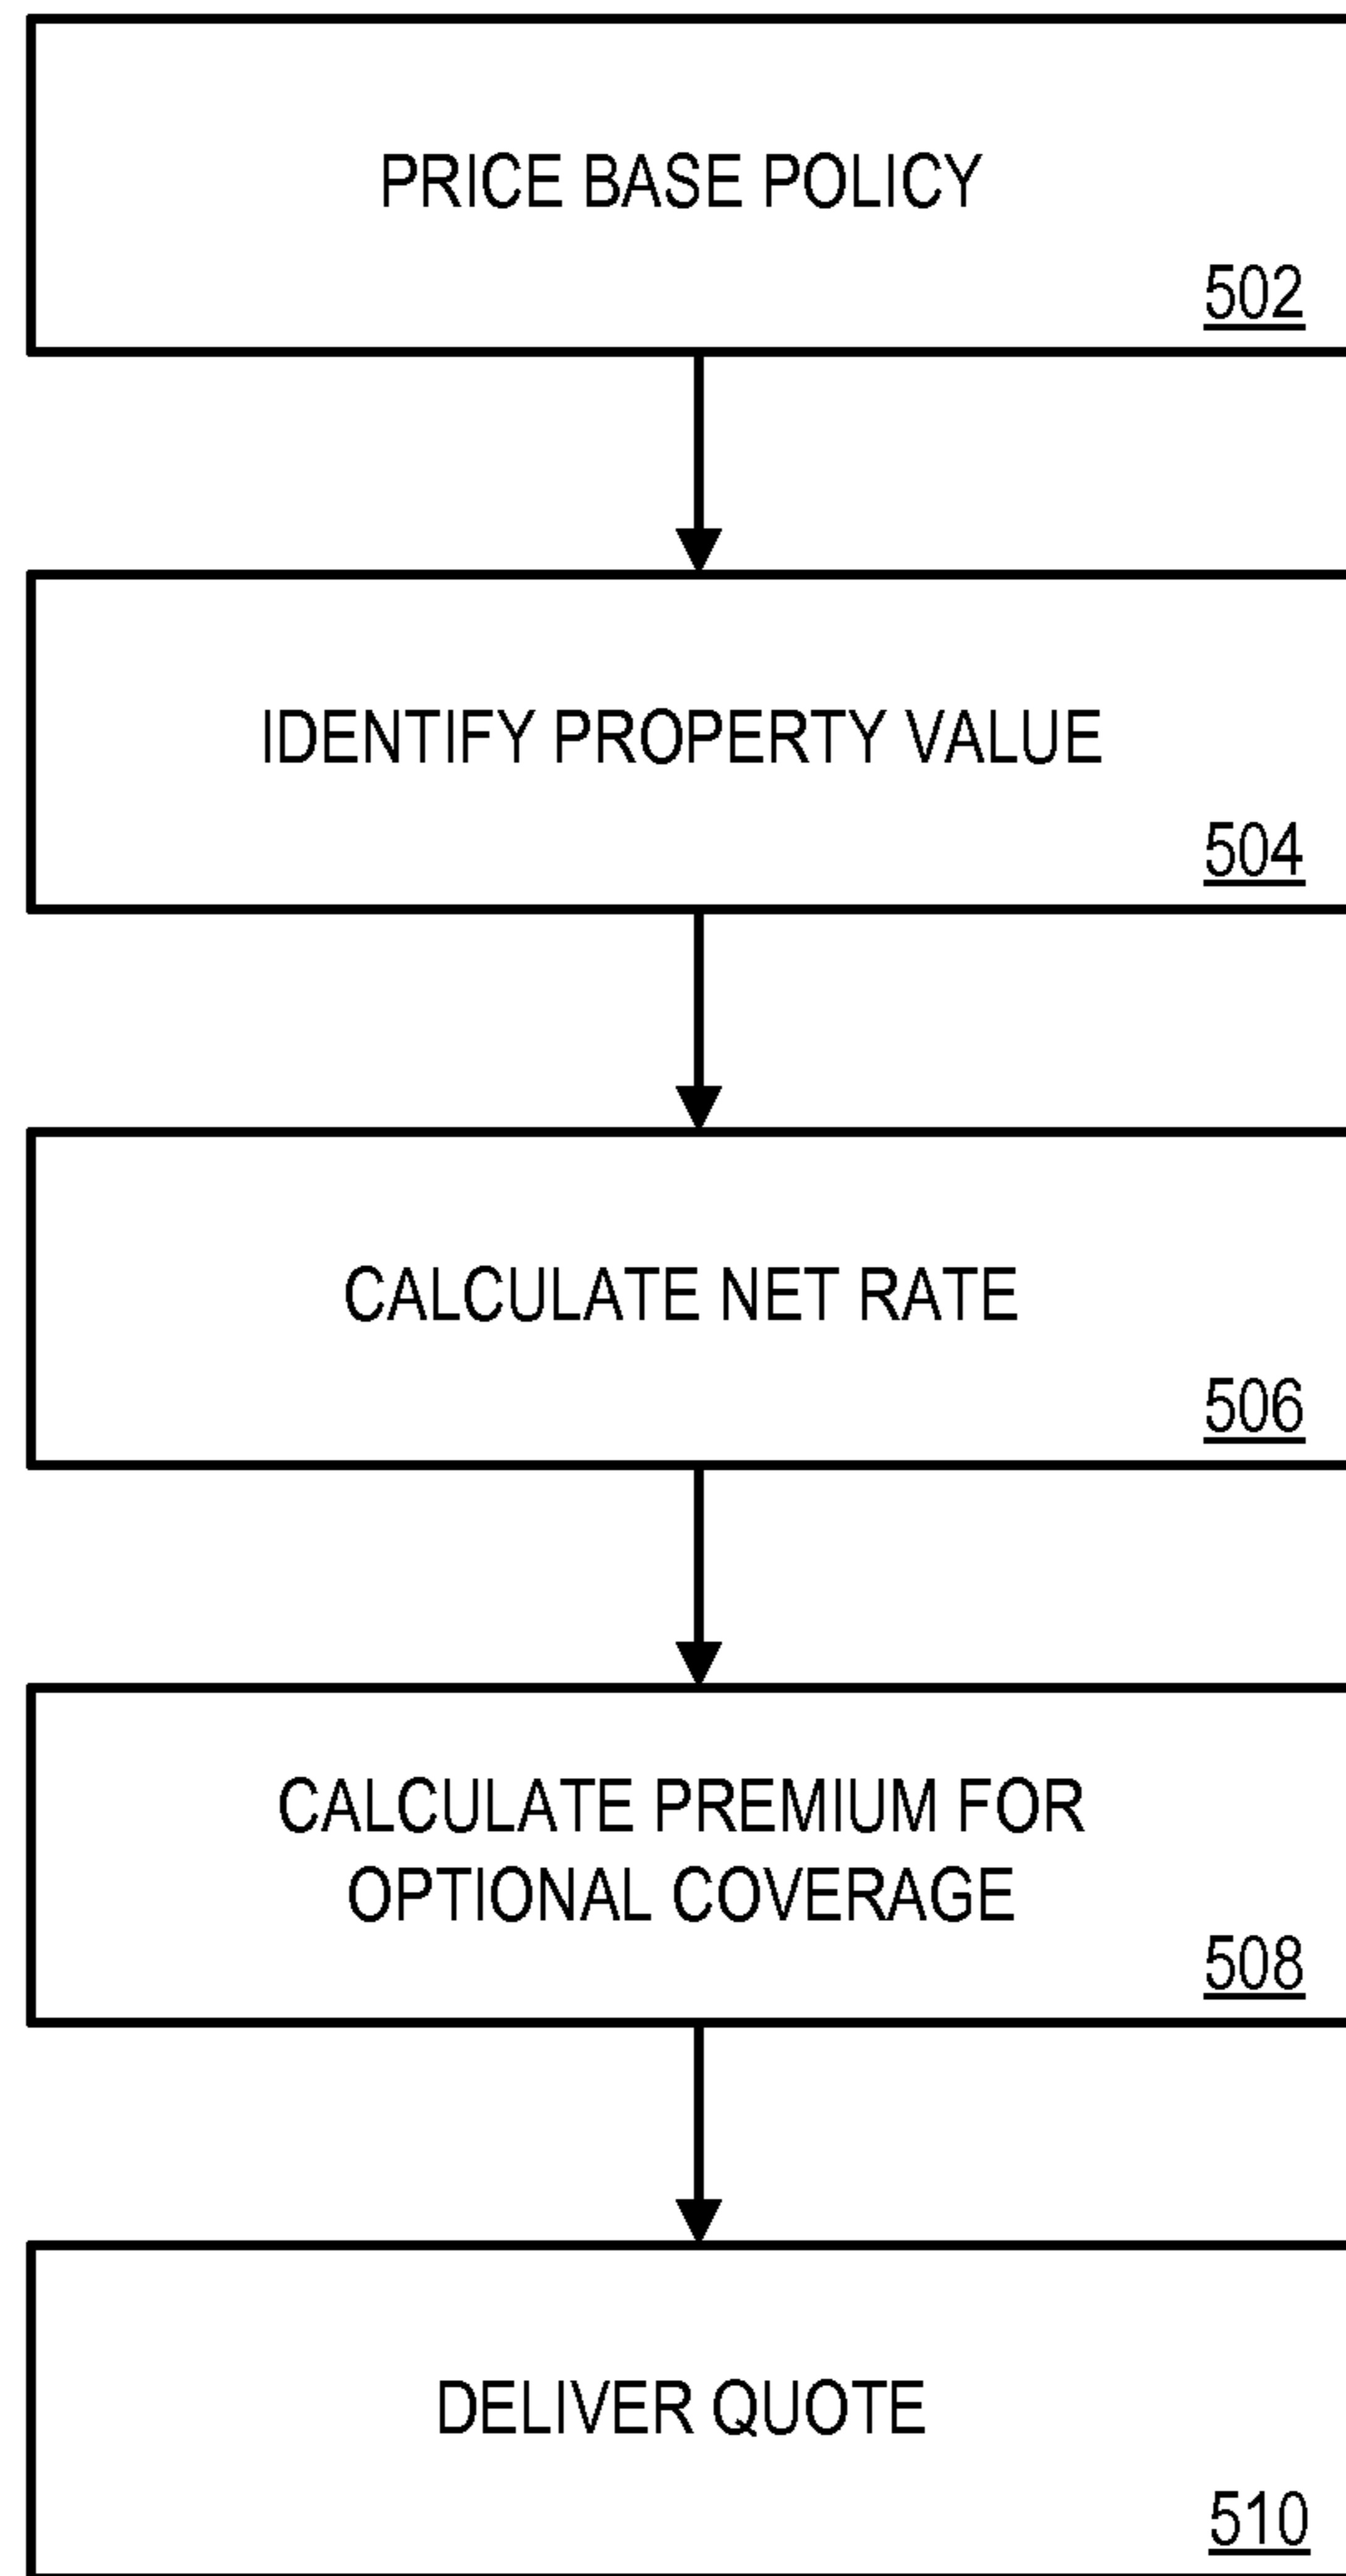 PRICE BASE POLICY
502
IDENTIFY PROPERTY VALUE
504
CALCULATE NET RATE
506
CALCULATE PREMIUM FOR
OPTIONAL COVERAGE
508
DELIVER QUOTE
510